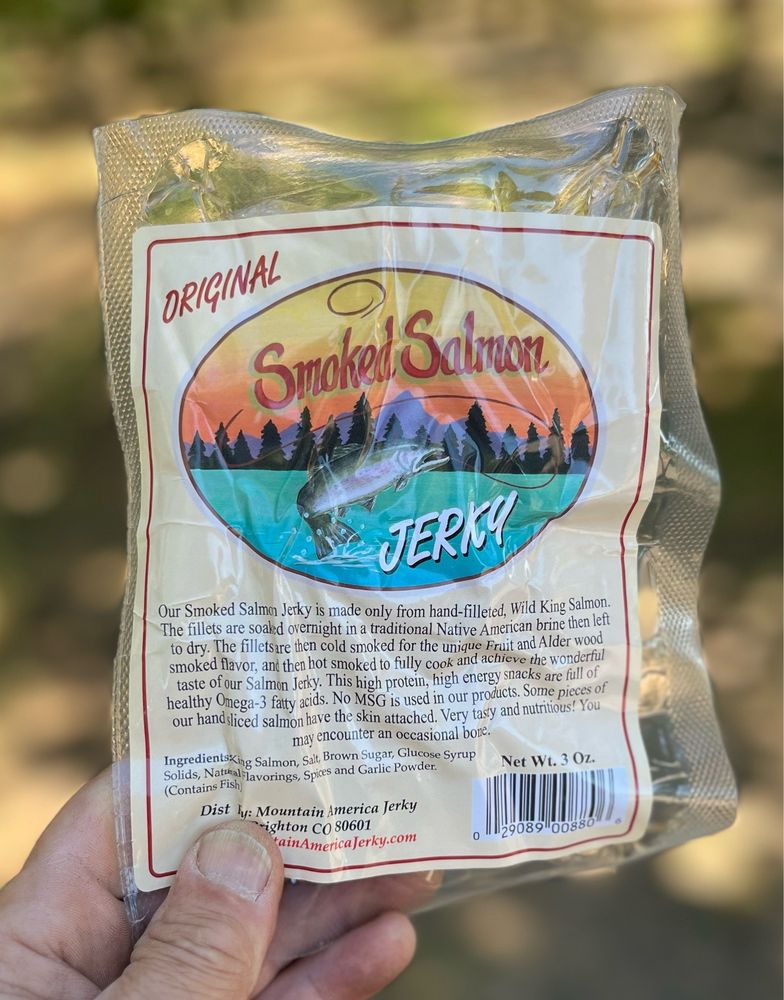 ORIGINAL
Smoked Salmon
JERKY
Our Smoked Salmon Jerky is made only from hand-filleted, Wild King Salmon.
The fillets are soaked overnight in a traditional Native American brine then left
to dry. The fillets are then cold smoked for the unique Fruit and Alder wood
smoked flavor, and then hot smoked to fully cook and achieve the wonderful
taste of our Salmon Jerky. This high protein, high energy snacks are full of
healthy Omega-3 fatty acids. No MSG is used in our products. Some pieces of
our hand sliced salmon have the skin attached. Very tasty and nutritious! You
may encounter an occasional bone.
Ingredients: King Salmon, Salt, Brown Sugar, Glucose Syrup
Solids, Natural Flavorings, Spices and Garlic Powder.
(Contains Fish)
Net Wt. 3 Oz.
Dist by: Mountain America Jerky
Brighton CO 80601
tainAmericaJerky.com
0 29089 00880 6